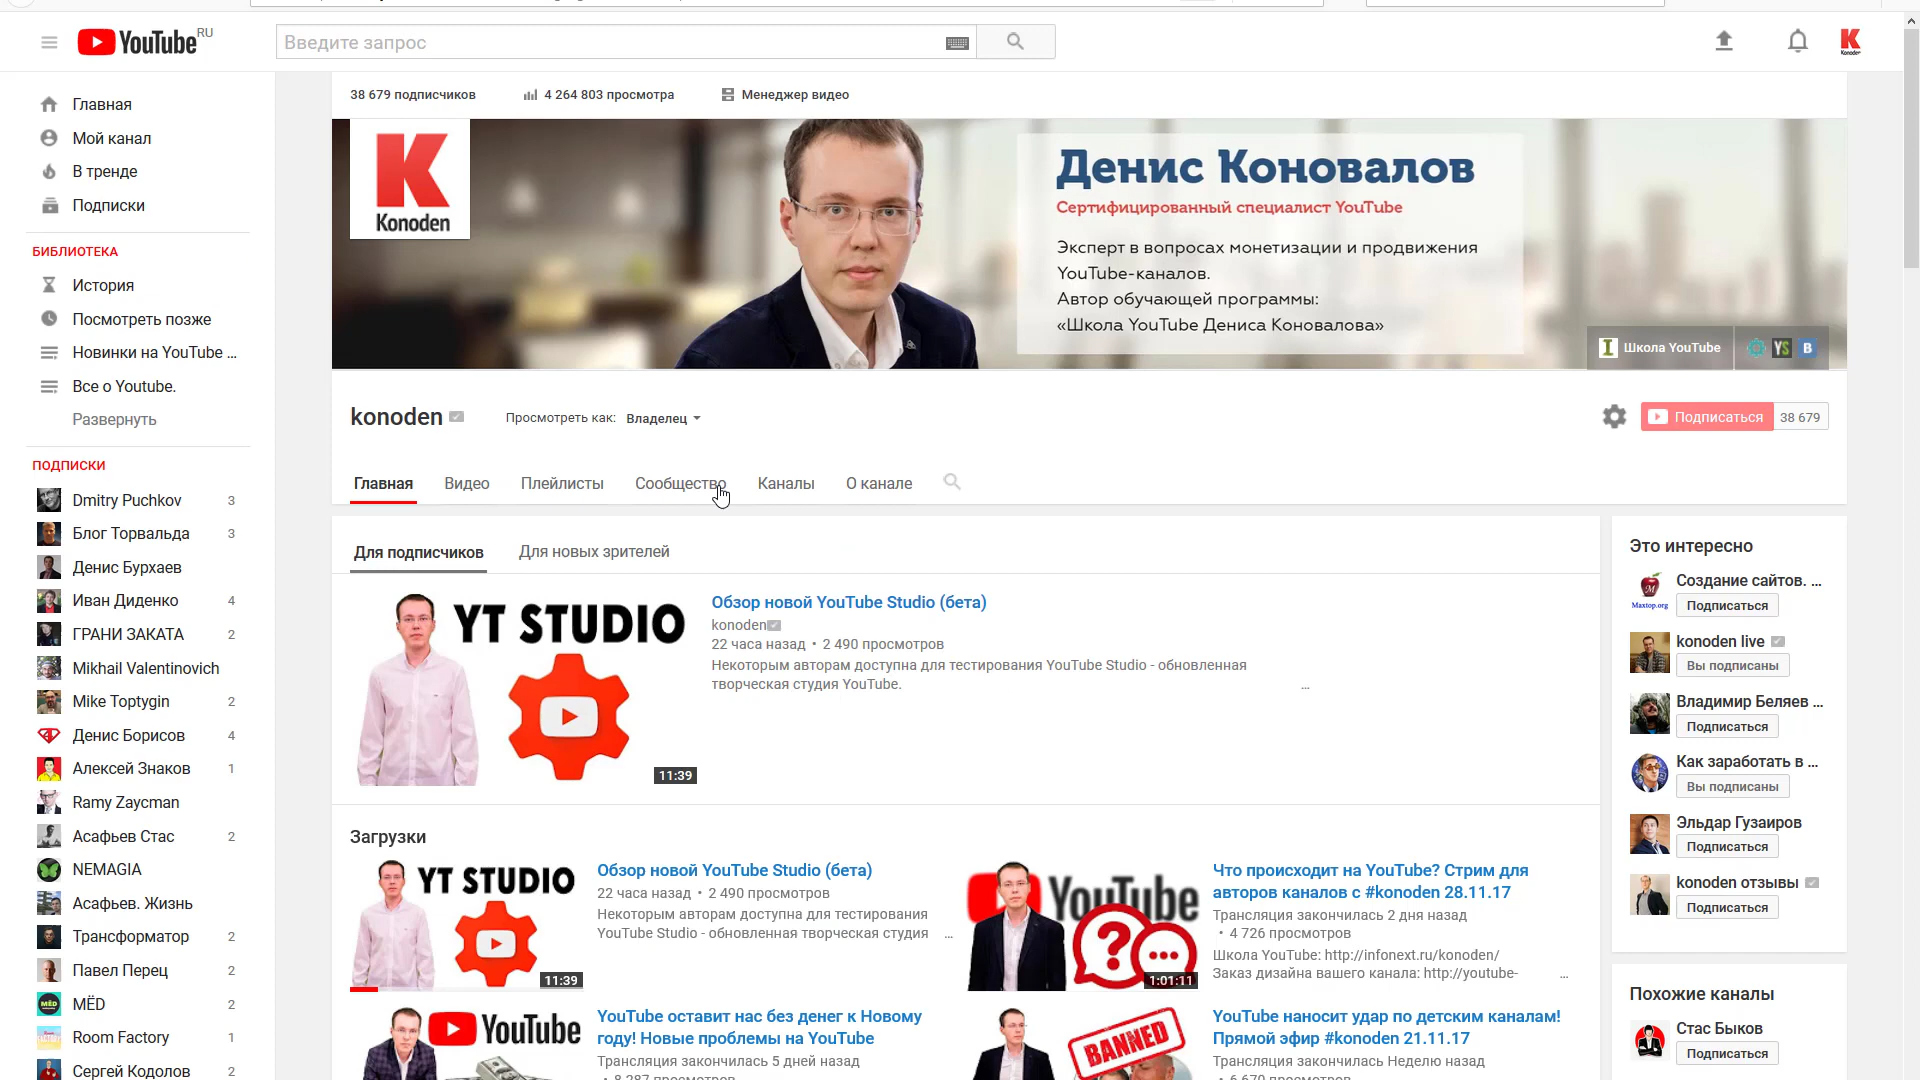 YouTube RU
Введите запрос
Konoden
Главная
Мой канал
В тренде
Подписки
БИБЛИОТЕКА
История
Посмотреть позже
Новинки на YouTube ...
Все о Youtube.
Развернуть
ПОДПИСКИ
Dmitry Puchkov 3
Блог Торвальда 3
Денис Бурхаев
Иван Диденко 4
ГРАНИ ЗАКАТА 2
Mikhail Valentinovich
Mike Toptygin 2
Денис Борисов 4
Алексей Знаков 1
Ramy Zaycman
Асафьев Стас 2
NEMAGIA
Асафьев. Жизнь
Трансформатор 2
Павел Перец 2
МЁD 2
Room Factory 1
Сергей Кодолов 2
38 679 подписчиков
4 264 803 просмотра
Менеджер видео
K
Konoden
Денис Коновалов
Сертифицированный специалист YouTube
Эксперт в вопросах монетизации и продвижения
YouTube-каналов.
Автор обучающей программы:
«Школа YouTube Дениса Коновалова»
Школа YouTube
YS B
konoden
Просмотреть как: Владелец
Подписаться 38 679
Главная
Видео
Плейлисты
Сообщество
Каналы
О канале
Для подписчиков
Для новых зрителей
YT STUDIO
11:39
Обзор новой YouTube Studio (бета)
konoden
22 часа назад • 2 490 просмотров
Некоторым авторам доступна для тестирования YouTube Studio - обновленная
творческая студия YouTube. ...
Загрузки
YT STUDIO
11:39
Обзор новой YouTube Studio (бета)
22 часа назад • 2 490 просмотров
Некоторым авторам доступна для тестирования
YouTube Studio - обновленная творческая студия ...
YouTube
1:01:11
Что происходит на YouTube? Стрим для
авторов каналов с #konoden 28.11.17
Трансляция закончилась 2 дня назад
• 4 726 просмотров
Школа YouTube: http://infonext.ru/konoden/
Заказ дизайна вашего канала: http://youtube- ...
YouTube
YouTube оставит нас без денег к Новому
году! Новые проблемы на YouTube
Трансляция закончилась 5 дней назад
• 8 287 просмотров
BANNED
YouTube наносит удар по детским каналам!
Прямой эфир #konoden 21.11.17
Трансляция закончилась Неделю назад
• 6 670 просмотров
Это интересно
Maxtop.org
Создание сайтов. ...
Подписаться
konoden live
Вы подписаны
Владимир Беляев ...
Подписаться
Как заработать в ...
Вы подписаны
Эльдар Гузаиров
Подписаться
konoden отзывы
Подписаться
Похожие каналы
Стас Быков
Подписаться